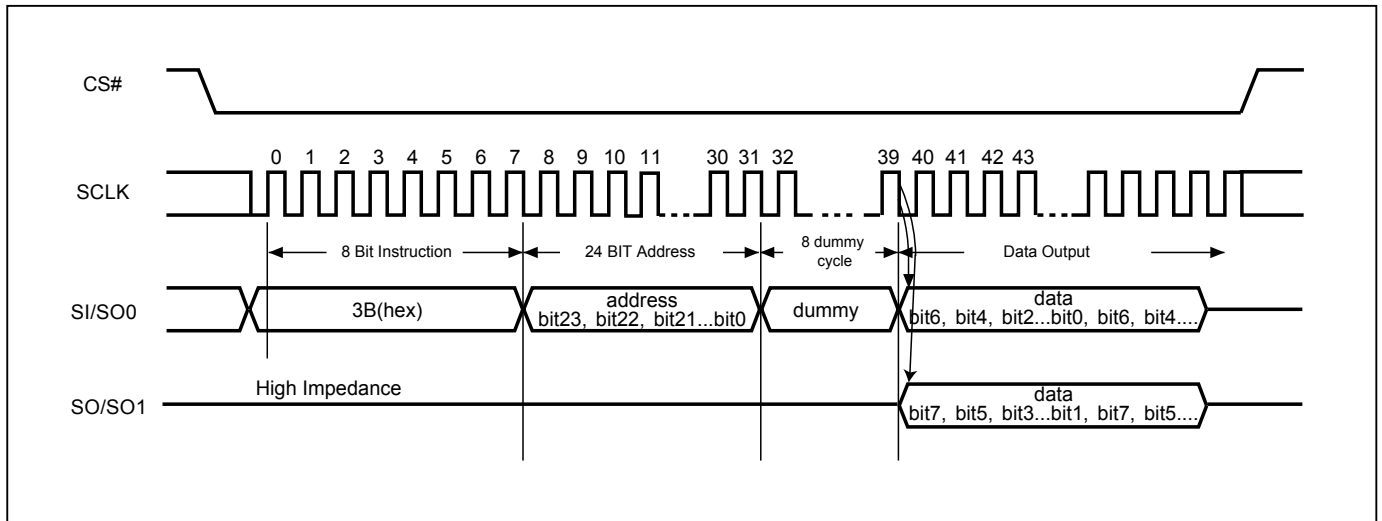 CS#
0 1 2 3 4 5 6 7 8 9 10 11 30 31 32 39 40 41 42 43
SCLK
8 Bit Instruction 24 BIT Address 8 dummy cycle Data Output
SI/SO0
3B(hex)
address
bit23, bit22, bit21...bit0
dummy
data
bit6, bit4, bit2...bit0, bit6, bit4....
High Impedance
SO/SO1
data
bit7, bit5, bit3...bit1, bit7, bit5....